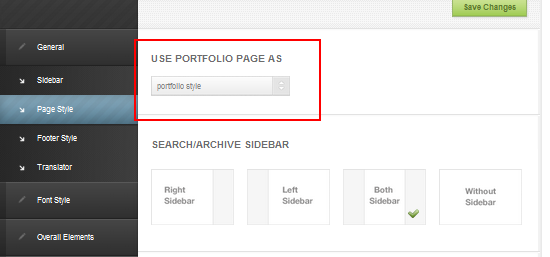 Save Changes
General
Sidebar
Page Style
Footer Style
Translator
Font Style
Overall Elements
USE PORTFOLIO PAGE AS
portfolio style
SEARCH/ARCHIVE SIDEBAR
Right
Sidebar
Left
Sidebar
Both
Sidebar
Without
Sidebar